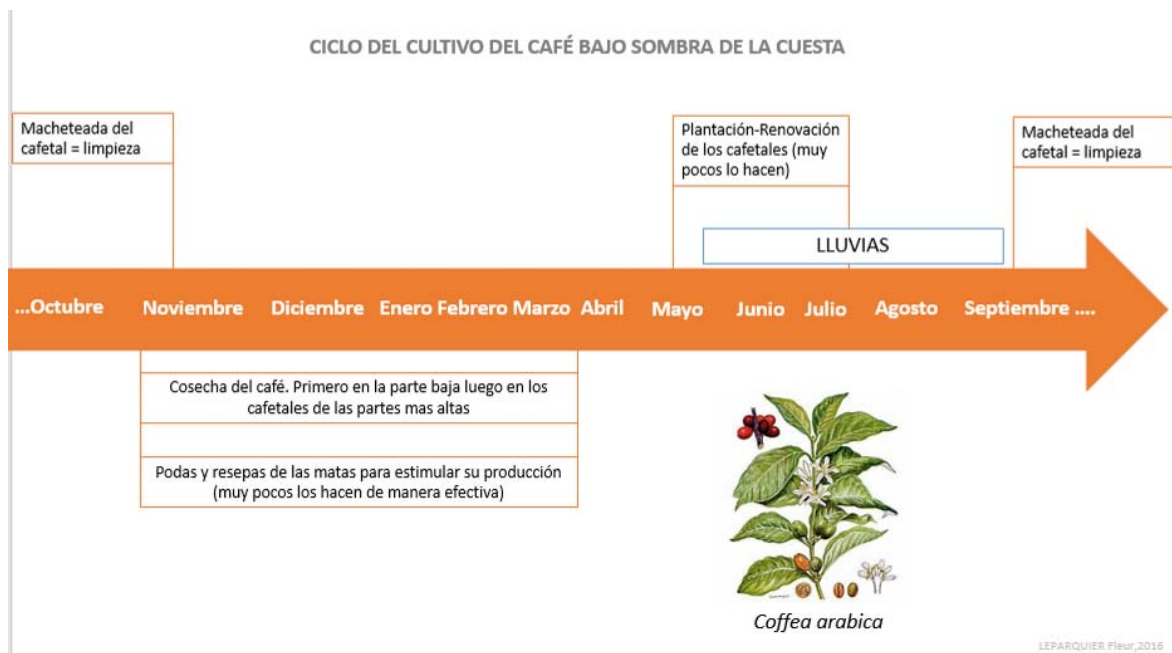 CICLO DEL CULTIVO DEL CAFÉ BAJO SOMBRA DE LA CUESTA
Macheteada del
cafetal = limpieza
Plantación-Renovación
de los cafetales (muy
pocos lo hacen)
Macheteada del
cafetal = limpieza
LLUVIAS
...Octubre Noviembre Diciembre Enero Febrero Marzo Abril Mayo Junio Julio Agosto Septiembre ....
Cosecha del café. Primero en la parte baja luego en los
cafetales de las partes mas altas
Podas y resepas de las matas para estimular su producción
(muy pocos los hacen de manera efectiva)
Coffea arabica
LEPARQUIER Fleur,2016